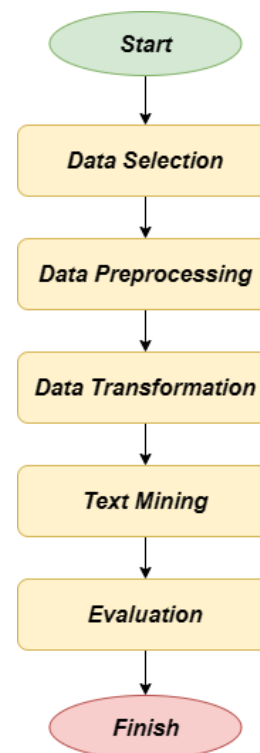 Start
Data Selection
Data Preprocessing
Data Transformation
Text Mining
Evaluation
Finish